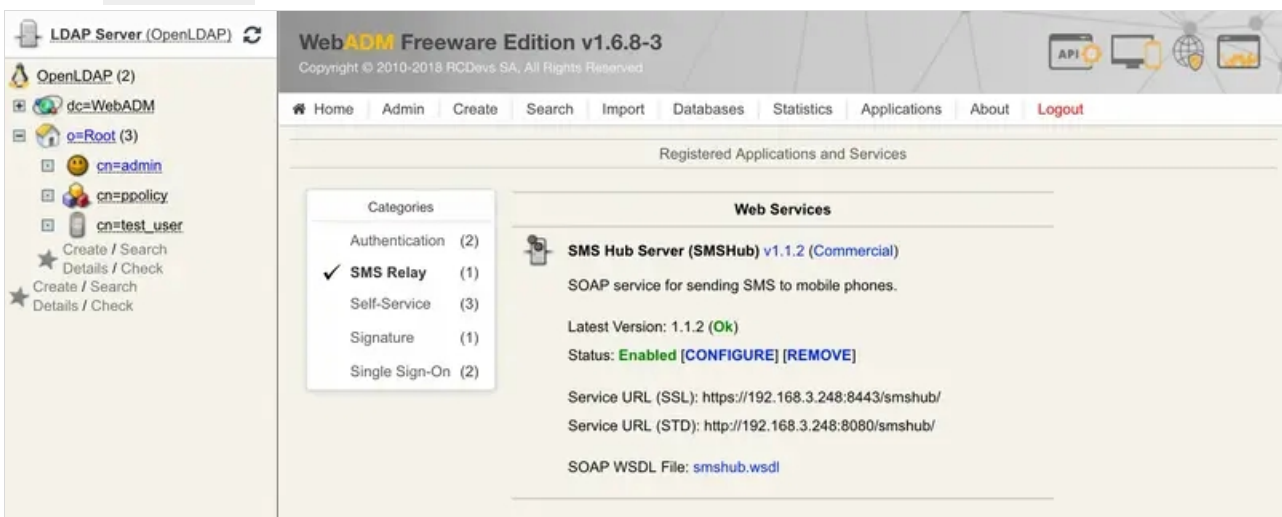 LDAP Server (OpenLDAP)
OpenLDAP (2)
dc=WebADM
o=Root (3)
cn=admin
cn=ppolicy
cn=test_user
Create / Search
Details / Check
Create / Search
Details / Check
WebADM Freeware Edition v1.6.8-3
Copyright © 2010-2018 RCDevs SA, All Rights Reserved
API
Home Admin Create Search Import Databases Statistics Applications About Logout
Registered Applications and Services
Categories
Authentication (2)
SMS Relay (1)
Self-Service (3)
Signature (1)
Single Sign-On (2)
Web Services
SMS Hub Server (SMSHub) v1.1.2 (Commercial)
SOAP service for sending SMS to mobile phones.
Latest Version: 1.1.2 (Ok)
Status: Enabled [CONFIGURE] [REMOVE]
Service URL (SSL): https://192.168.3.248:8443/smshub/
Service URL (STD): http://192.168.3.248:8080/smshub/
SOAP WSDL File: smshub.wsdl